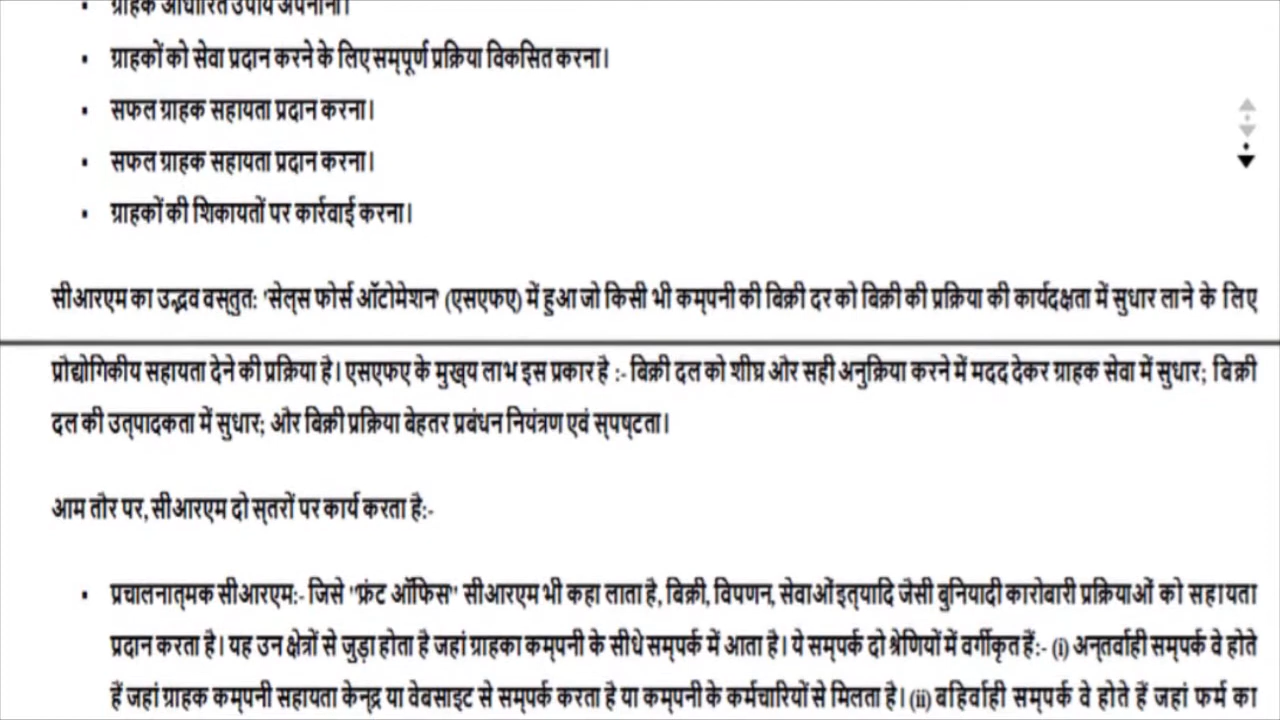 ग्राहक आधारित उपाय अपनाना।
ग्राहकों को सेवा प्रदान करने के लिए सम्‌पूर्ण प्रक्रिया विकसित करना।
सफल ग्राहक सहायता प्रदान करना।
सफल ग्राहक सहायता प्रदान करना।
ग्राहकों की शिकायतों पर कार्रवाई करना।
सीआरएम का उद्भव वस्‌तुत: 'सेल्‌स फोर्स ऑटोमेशन' (एसएफए) में हुआ जो किसी भी कम्‌पनी की बिक्री दर को बिक्री की प्रक्रिया की कार्यदक्षता में सुधार लाने के लिए
प्रौद्योगिकीय सहायता देने की प्रक्रिया है। एसएफए के मुख्‌य लाभ इस प्रकार है :- बिक्री दल को शीघ्र और सही अनुक्रिया करने में मदद देकर ग्राहक सेवा में सुधार; बिक्री
दल की उत्‌पादकता में सुधार; और बिक्री प्रक्रिया बेहतर प्रबंधन नियंत्रण एवं स्‌पष्‌टता।
आम तौर पर, सीआरएम दो स्‌तरों पर कार्य करता है:-
प्रचालनात्‌मक सीआरएम:- जिसे "फ्रंट ऑफिस" सीआरएम भी कहा लाता है, बिक्री, विपणन, सेवाओं इत्‌यादि जैसी बुनियादी कारोबारी प्रक्रियाओं को सहायता
प्रदान करता है। यह उन क्षेत्रों से जुड़ा होता है जहां ग्राहका कम्‌पनी के सीधे सम्‌पर्क में आता है। ये सम्‌पर्क दो श्रेणियों में वर्गीकृत हैं:- (i) अन्‌तर्वाही सम्‌पर्क वे होते
हैं जहां ग्राहक कम्‌पनी सहायता केन्‌द्र या वेबसाइट से सम्‌पर्क करता है या कम्‌पनी के कर्मचारियों से मिलता है। (ii) बहिर्वाही सम्‌पर्क वे होते हैं जहां फर्म का